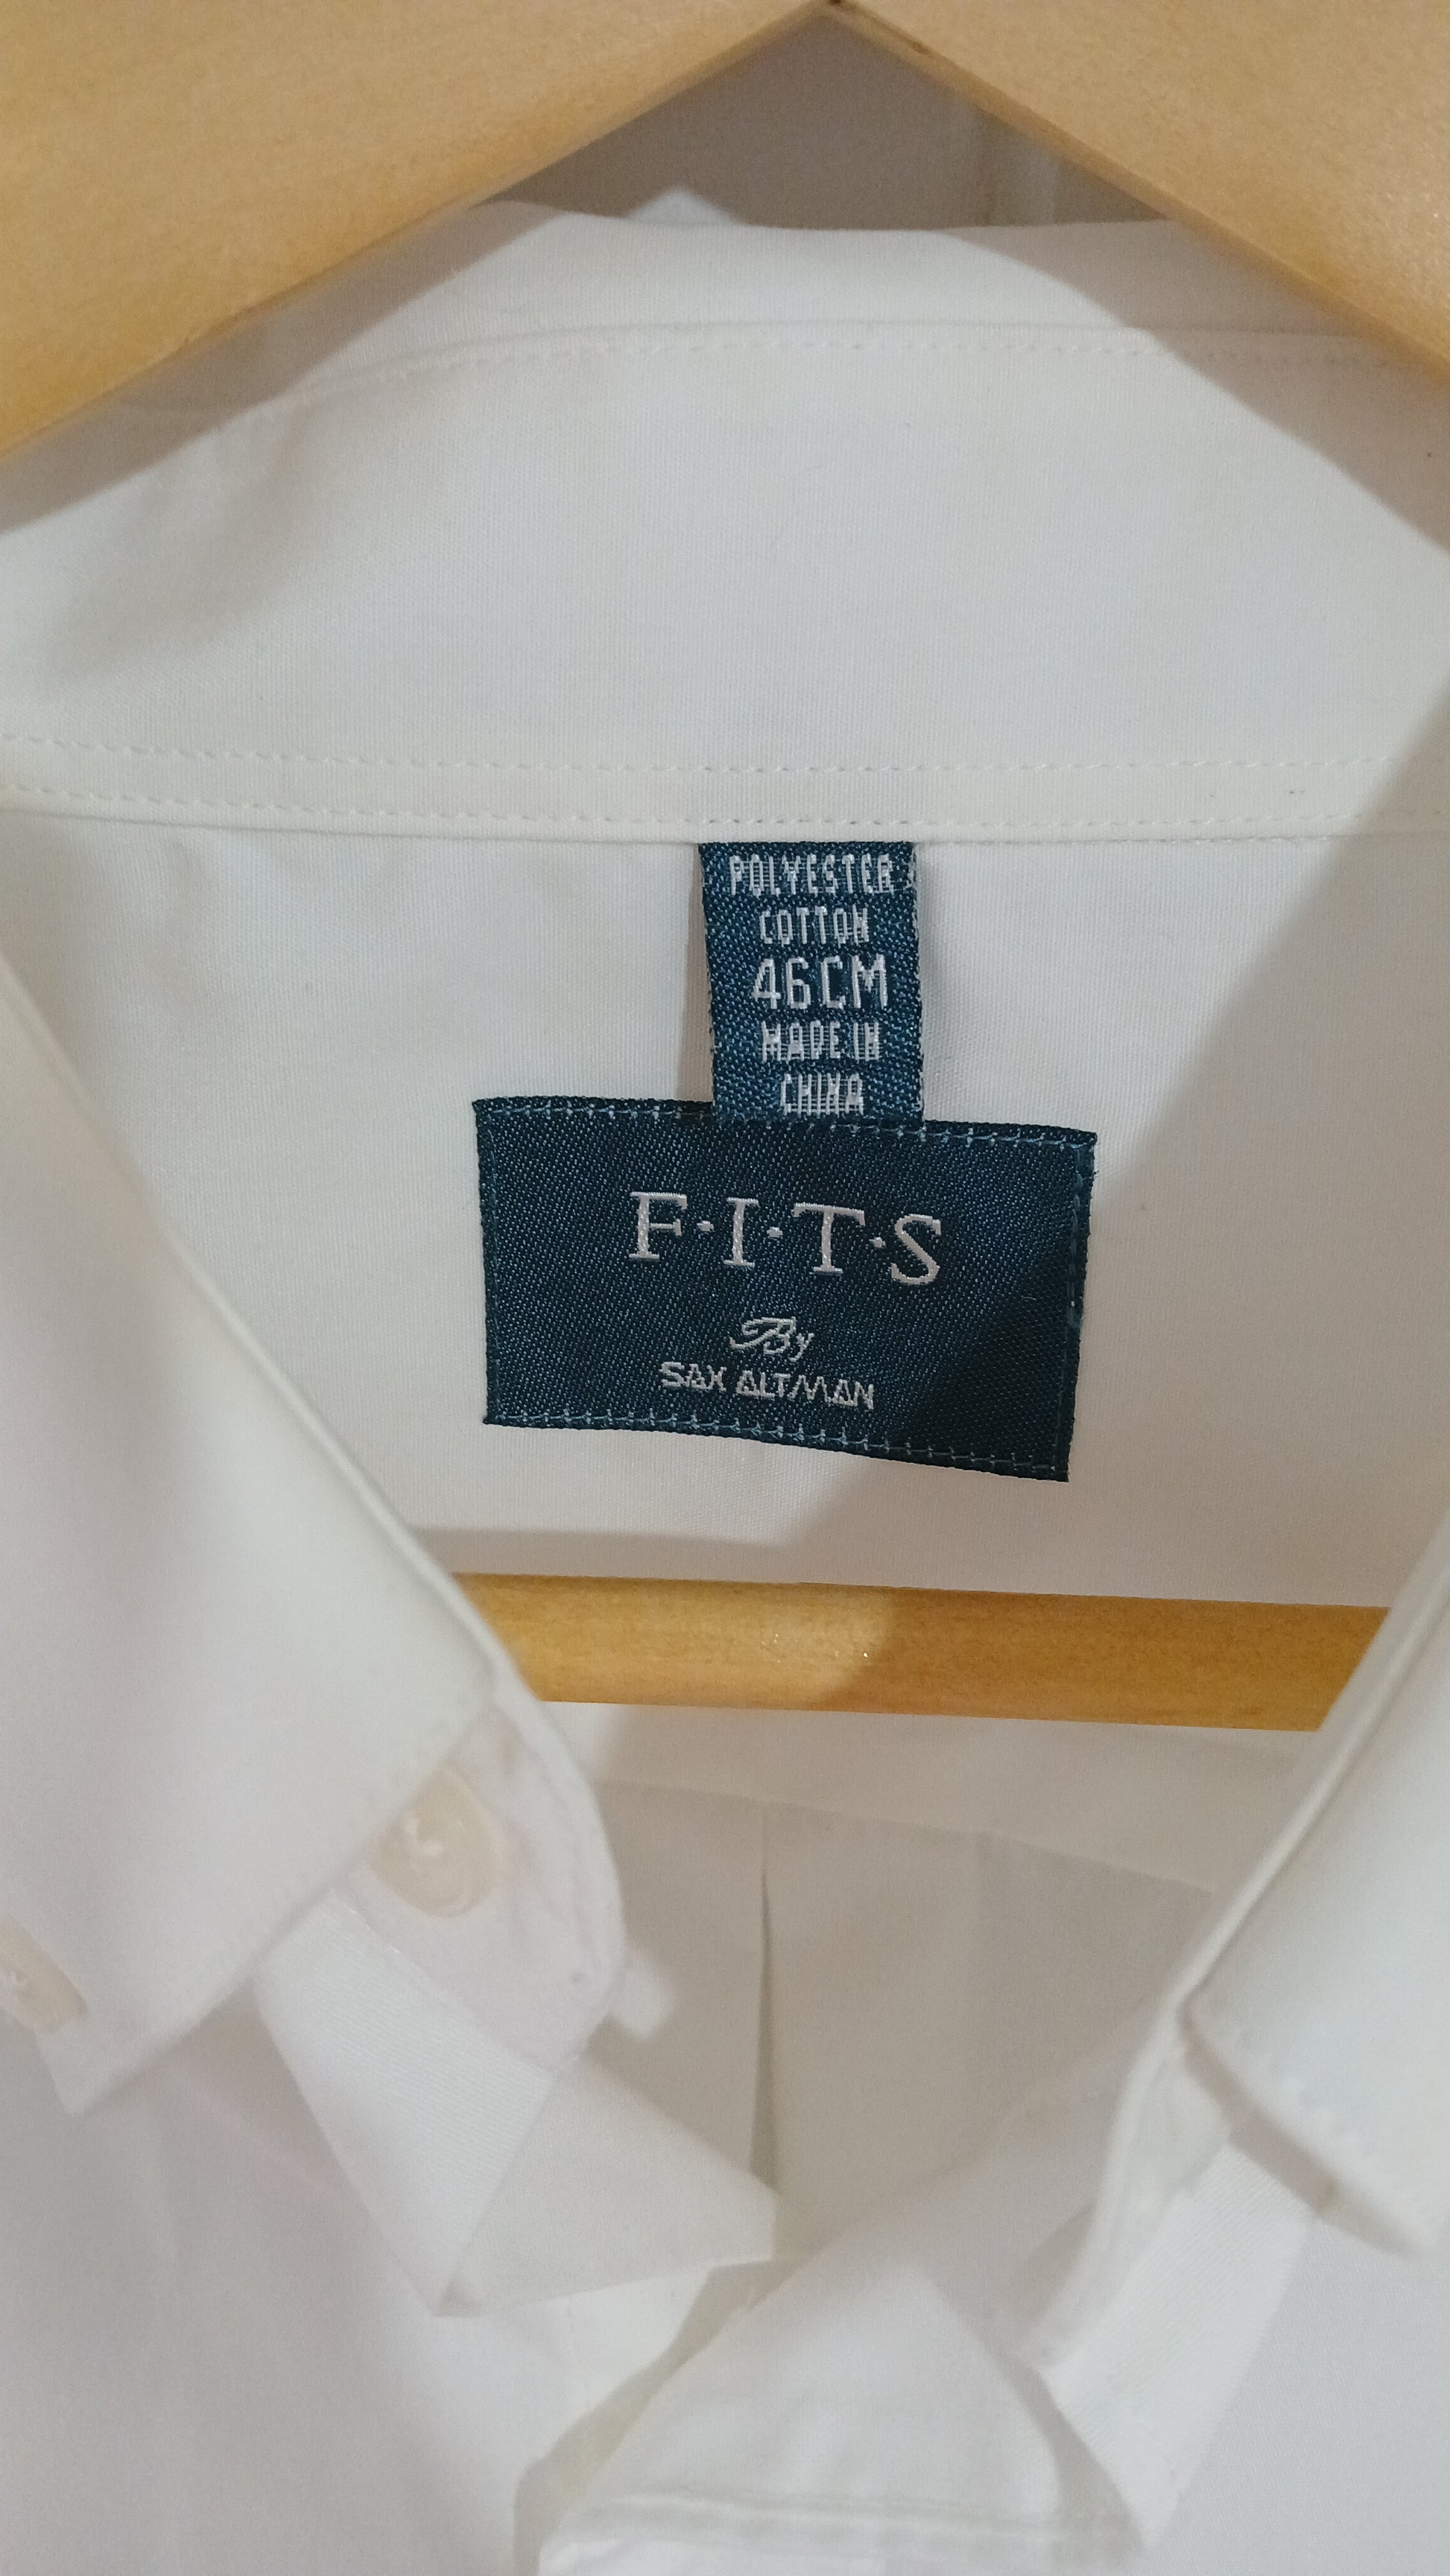 POLYESTER
COTTON
46CM
MADE IN
CHINA
F·I·T·S
By
SAX ALTMAN